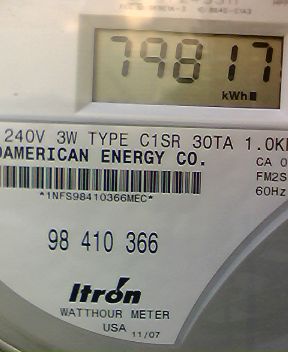 79817
kWh
240V 3W TYPE C1SR 30TA 1.0K
AMERICAN ENERGY CO.
CA 0
FM2S
60Hz
*1NFS98410366MEC*
98 410 366
Itrón
WATTHOUR METER
USA 11/07